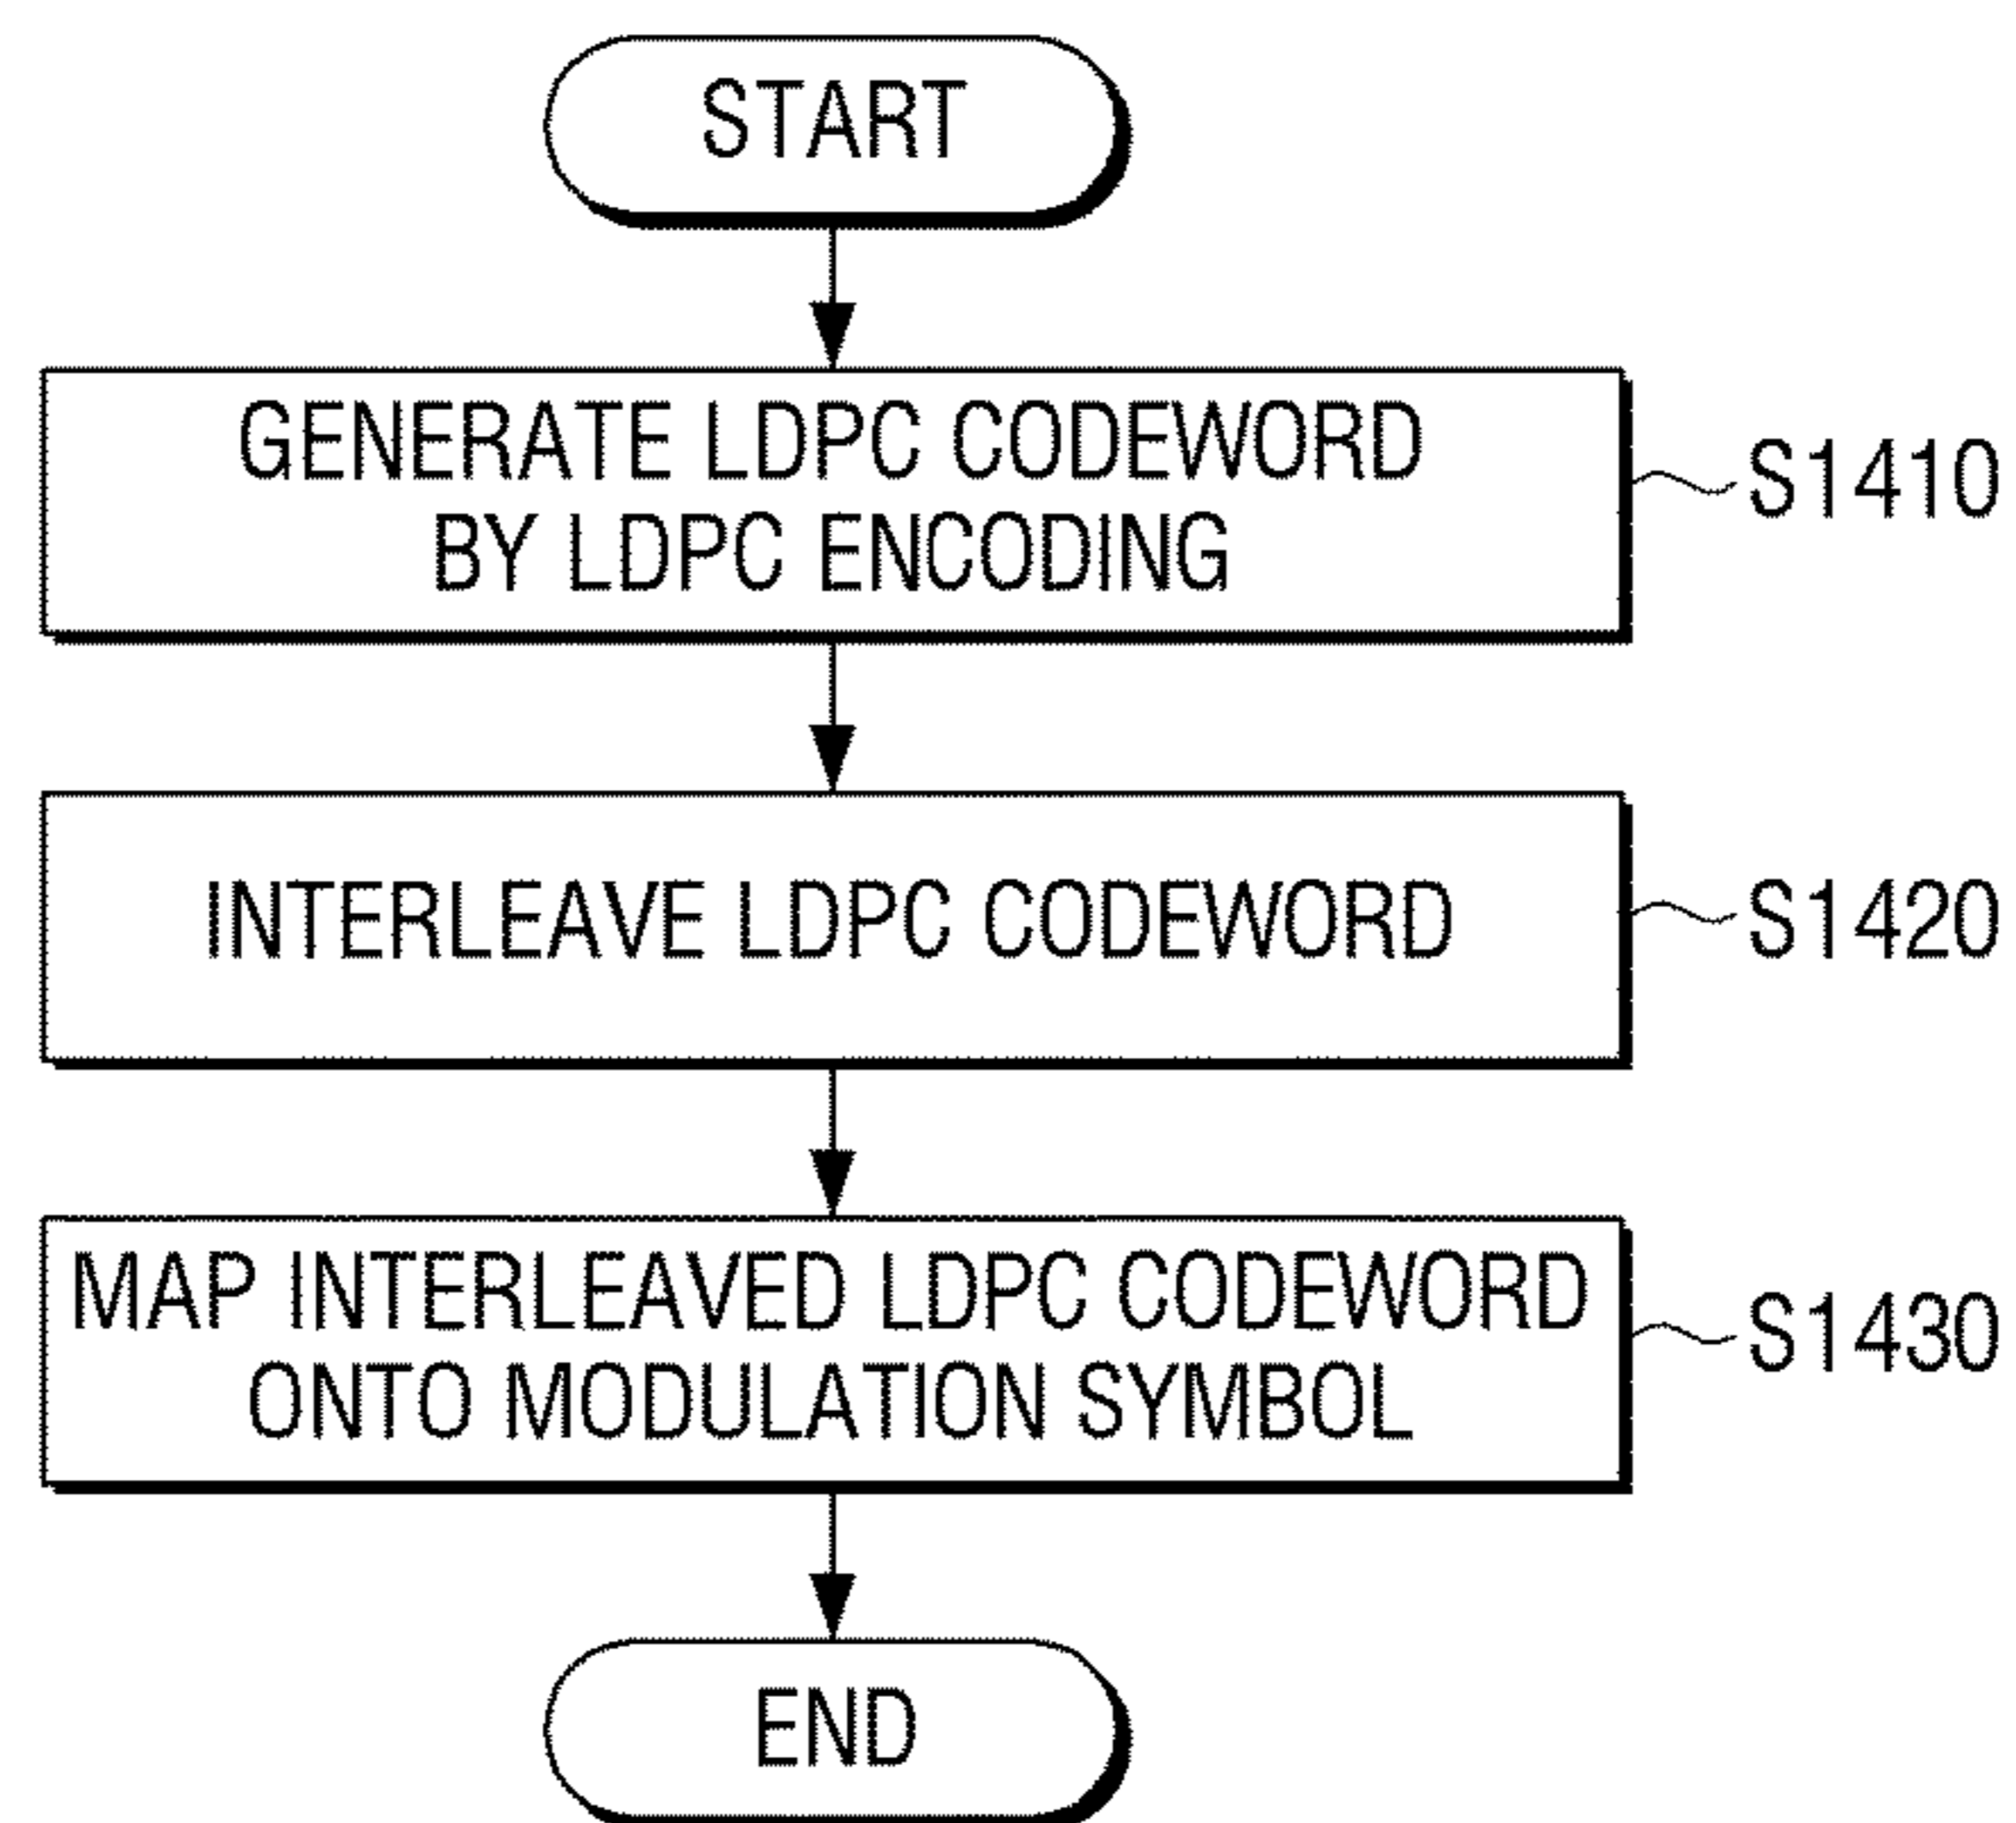 START
GENERATE LDPC CODEWORD
BY LDPC ENCODING
S1410
INTERLEAVE LDPC CODEWORD
S1420
MAP INTERLEAVED LDPC CODEWORD
ONTO MODULATION SYMBOL
S1430
END